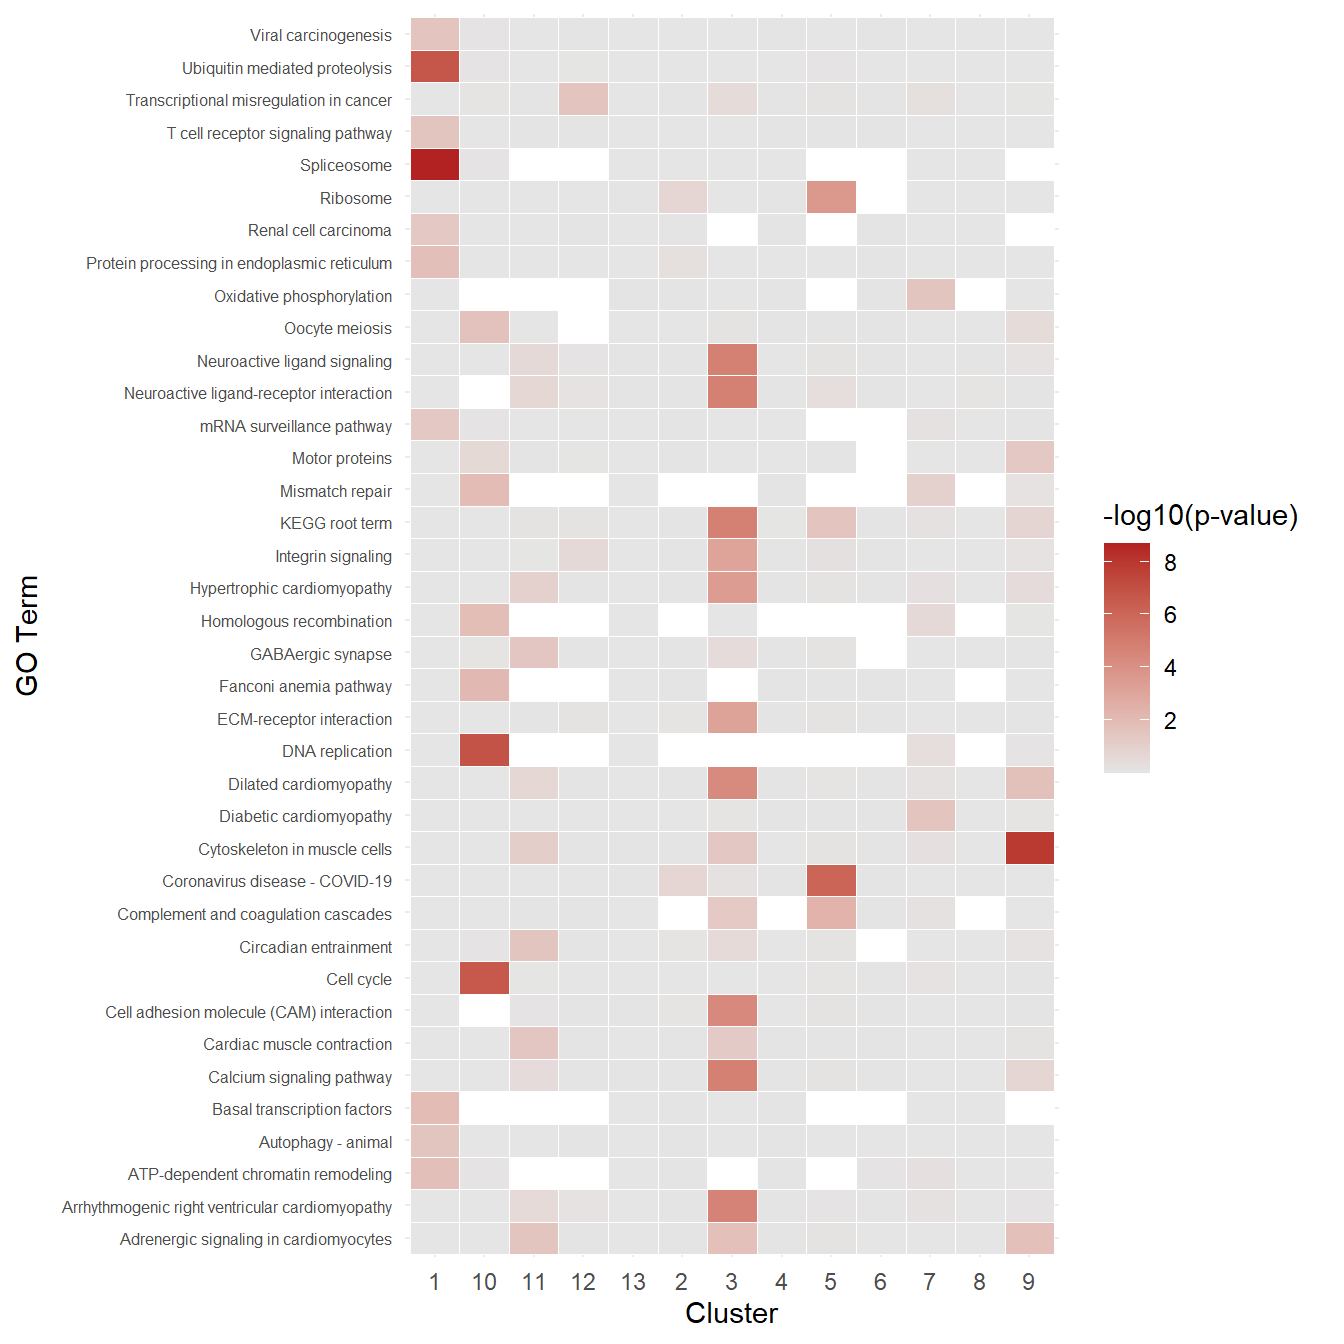 Viral carcinogenesis
Ubiquitin mediated proteolysis
Transcriptional misregulation in cancer
T cell receptor signaling pathway
Spliceosome
Ribosome
Renal cell carcinoma
Protein processing in endoplasmic reticulum
Oxidative phosphorylation
Oocyte meiosis
Neuroactive ligand signaling
Neuroactive ligand-receptor interaction
mRNA surveillance pathway
Motor proteins
Mismatch repair
KEGG root term
Integrin signaling
Hypertrophic cardiomyopathy
Homologous recombination
GABAergic synapse
Fanconi anemia pathway
ECM-receptor interaction
DNA replication
Dilated cardiomyopathy
Diabetic cardiomyopathy
Cytoskeleton in muscle cells
Coronavirus disease - COVID-19
Complement and coagulation cascades
Circadian entrainment
Cell cycle
Cell adhesion molecule (CAM) interaction
Cardiac muscle contraction
Calcium signaling pathway
Basal transcription factors
Autophagy - animal
ATP-dependent chromatin remodeling
Arrhythmogenic right ventricular cardiomyopathy
Adrenergic signaling in cardiomyocytes
GO Term
1 10 11 12 13 2 3 4 5 6 7 8 9
Cluster
-log10(p-value)
8
6
4
2